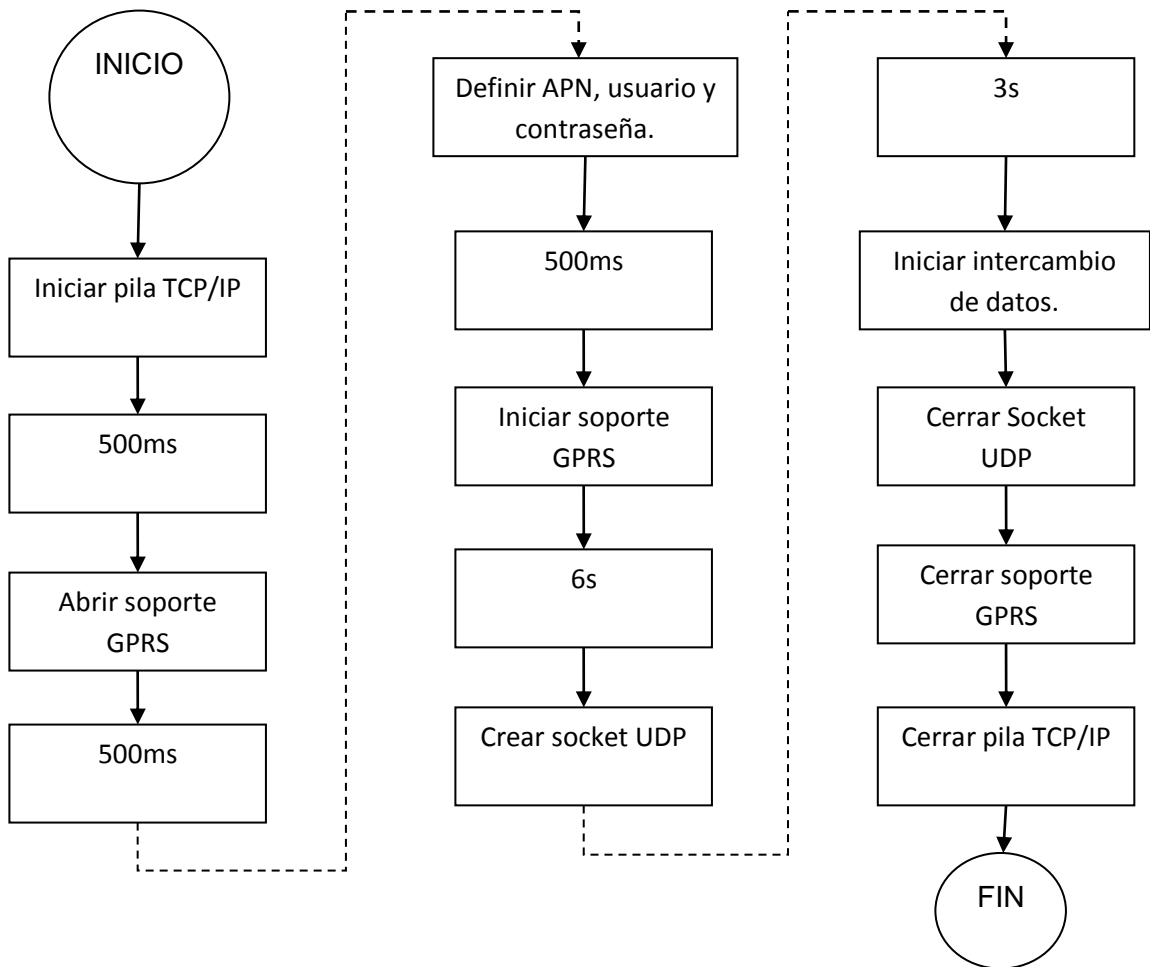 INICIO
Iniciar pila TCP/IP
500ms
Abrir soporte
GPRS
500ms
Definir APN, usuario y
contraseña.
500ms
Iniciar soporte
GPRS
6s
Crear socket UDP
3s
Iniciar intercambio
de datos.
Cerrar Socket
UDP
Cerrar soporte
GPRS
Cerrar pila TCP/IP
FIN